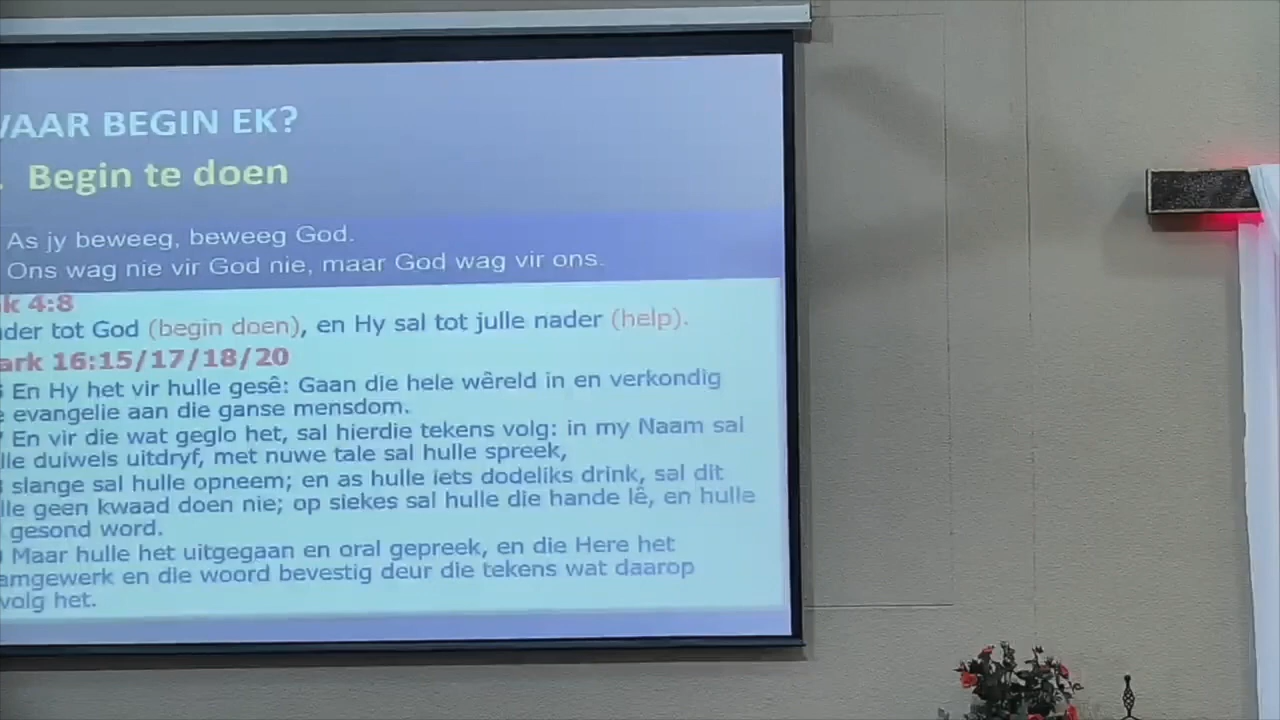 BEGIN EK?
Begin te doen
As jy beweeg, beweeg God.
Ons wag nie vir God nie, maar God wag vir ons.
4:8
tot God (begin doen), en Hy sal tot julle nader (help).
16:15/17/18/20
En Hy het vir hulle gesê: Gaan die hele wêreld in en verkondig
evangelie aan die ganse mensdom.
En vir die wat geglo het, sal hierdie tekens volg: in my Naam sal
duiwels uitdryf, met nuwe tale sal hulle spreek,
slange sal hulle opneem; en as hulle iets dodeliks drink, sal dit
geen kwaad doen nie; op siekes sal hulle die hande lê, en hulle
gesond word.
Maar hulle het uitgegaan en oral gepreek, en die Here het
en die woord bevestig deur die tekens wat daarop
volg het.